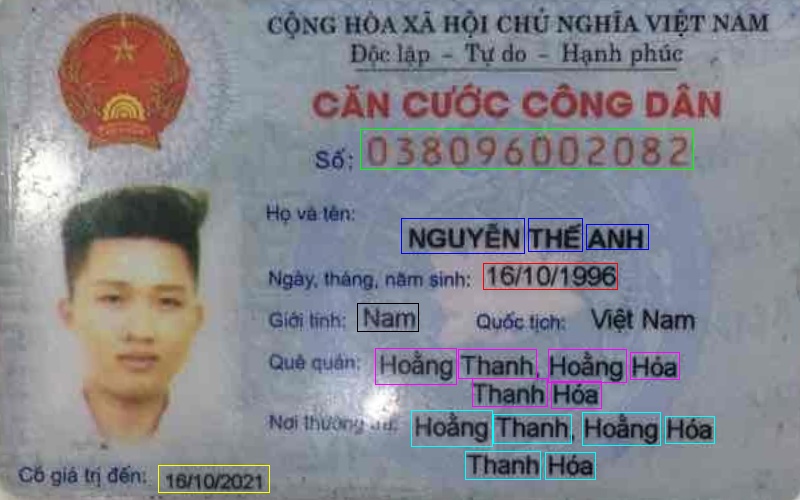 CỘNG HÒA XÃ HỘI CHỦ NGHĨA VIỆT NAM
Độc lập - Tự do - Hạnh phúc
CĂN CƯỚC CÔNG DÂN
Số: 038096002082
Họ và tên:
NGUYỄN THẾ ANH
Ngày, tháng, năm sinh: 16/10/1996
Giới tính: Nam Quốc tịch: Việt Nam
Quê quán: Hoằng Thanh, Hoằng Hóa
Thanh Hóa
Nơi thường trú: Hoằng Thanh, Hoằng Hóa
Thanh Hóa
Có giá trị đến: 16/10/2021